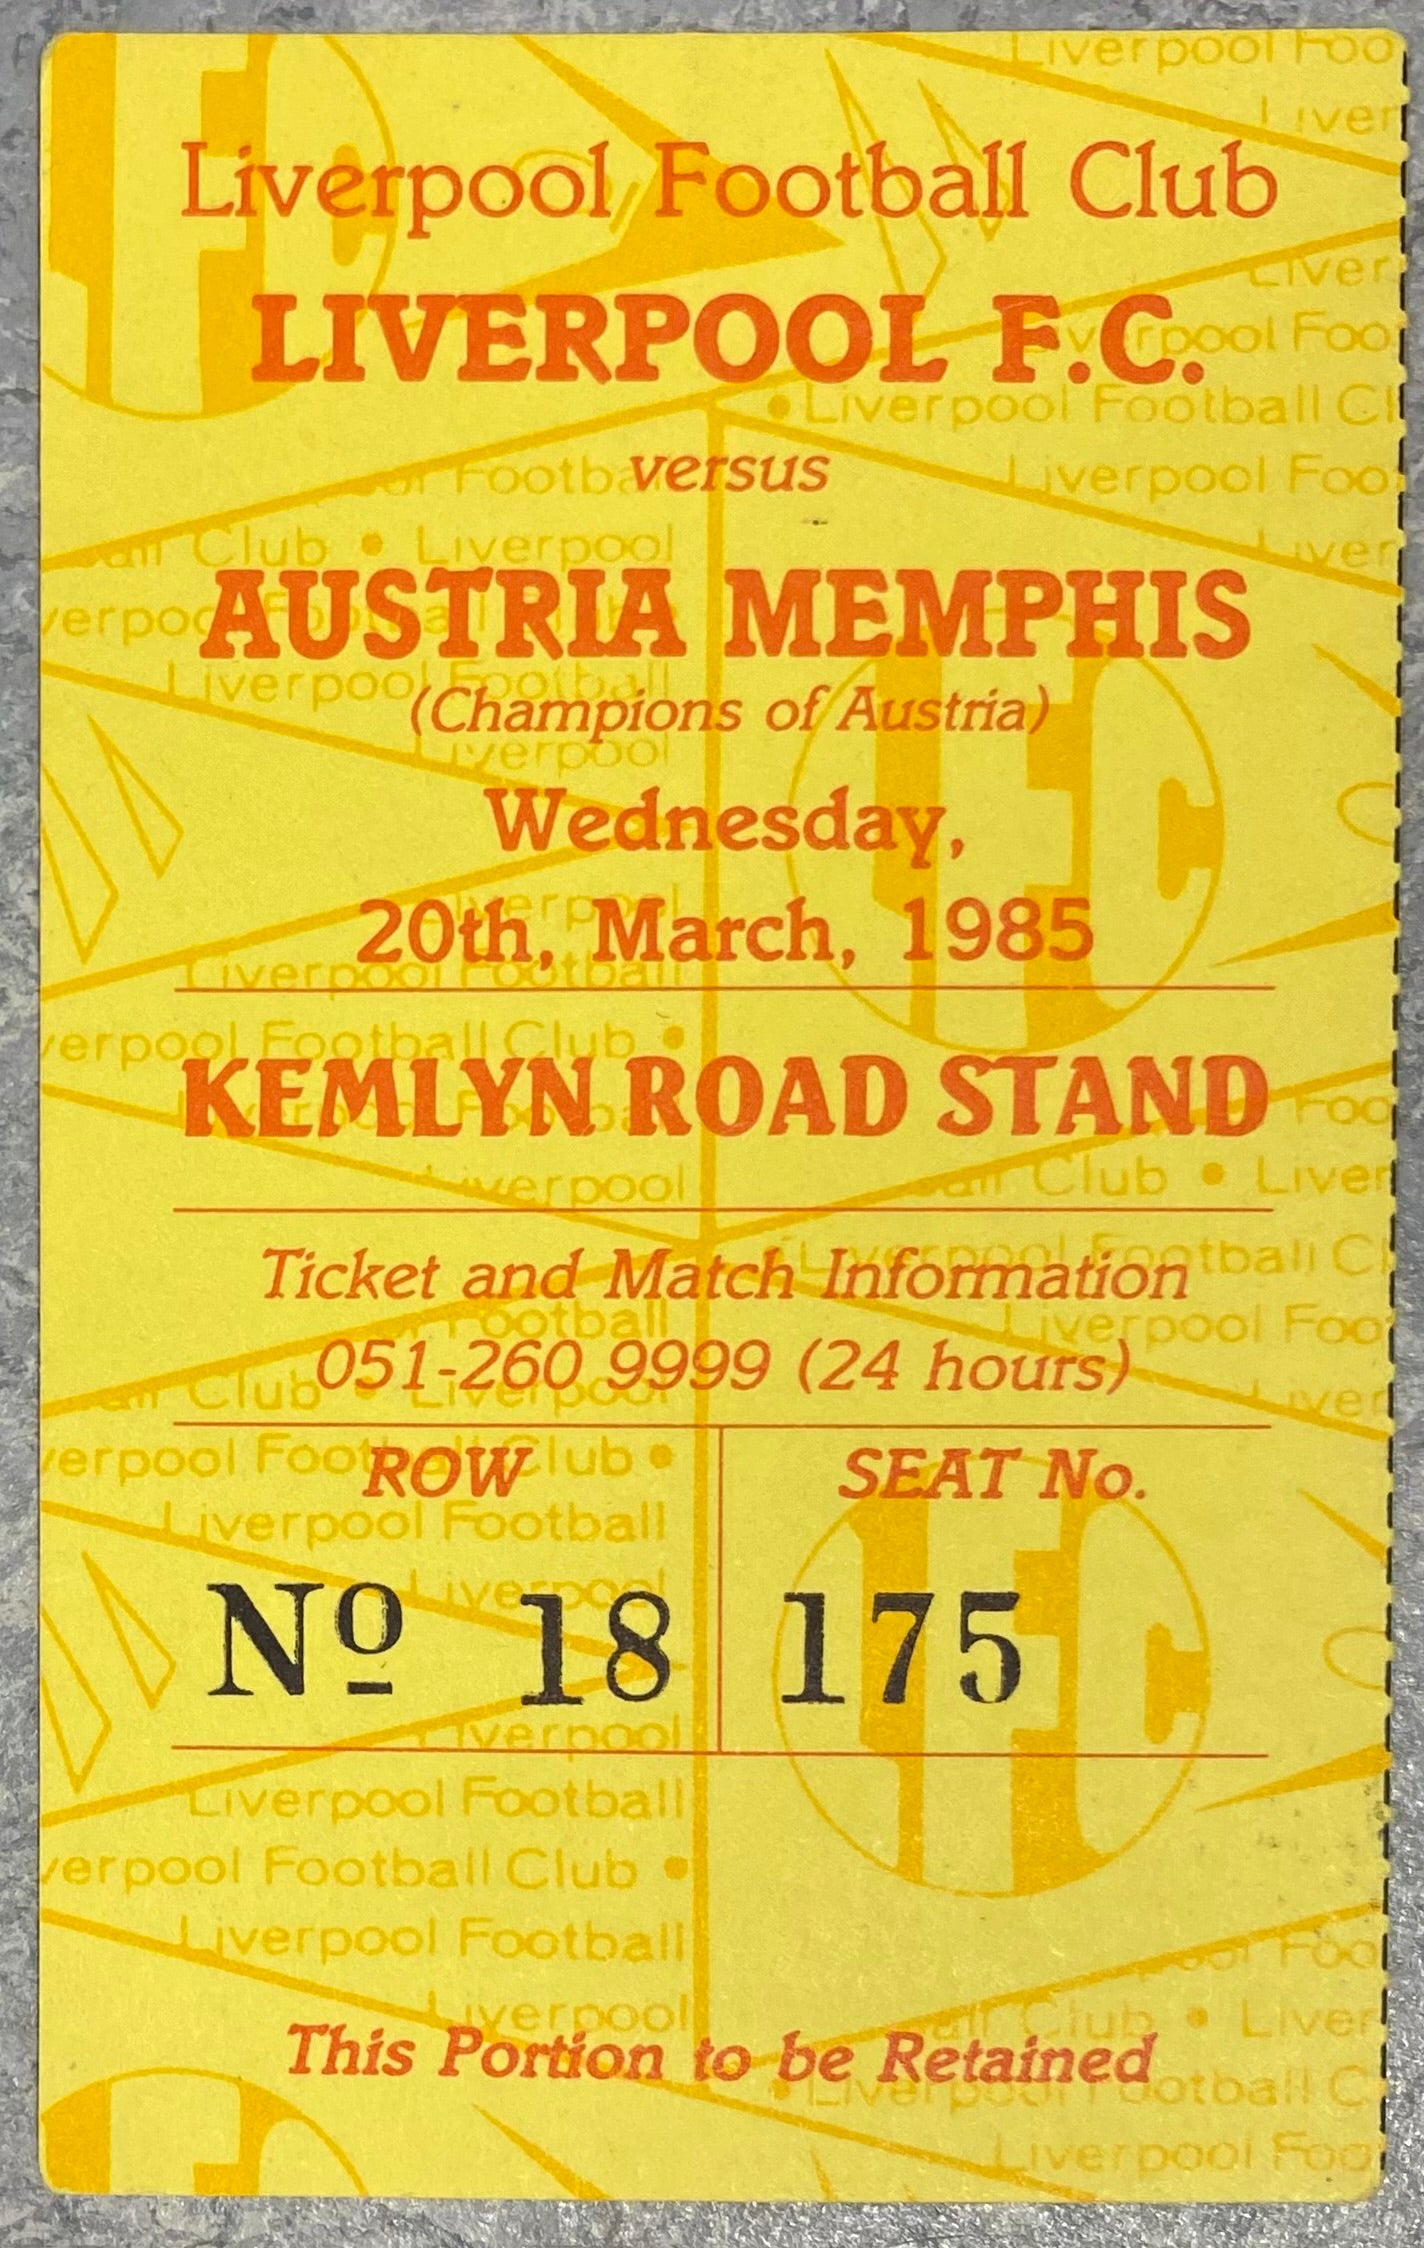 Liverpool Football Club
LIVERPOOL F.C.
versus
AUSTRIA MEMPHIS
(Champions of Austria)
Wednesday,
20th, March, 1985
KEMLYN ROAD STAND
Ticket and Match Information
051-260 9999 (24 hours)
ROW SEAT No.
Nº 18 175
This Portion to be Retained